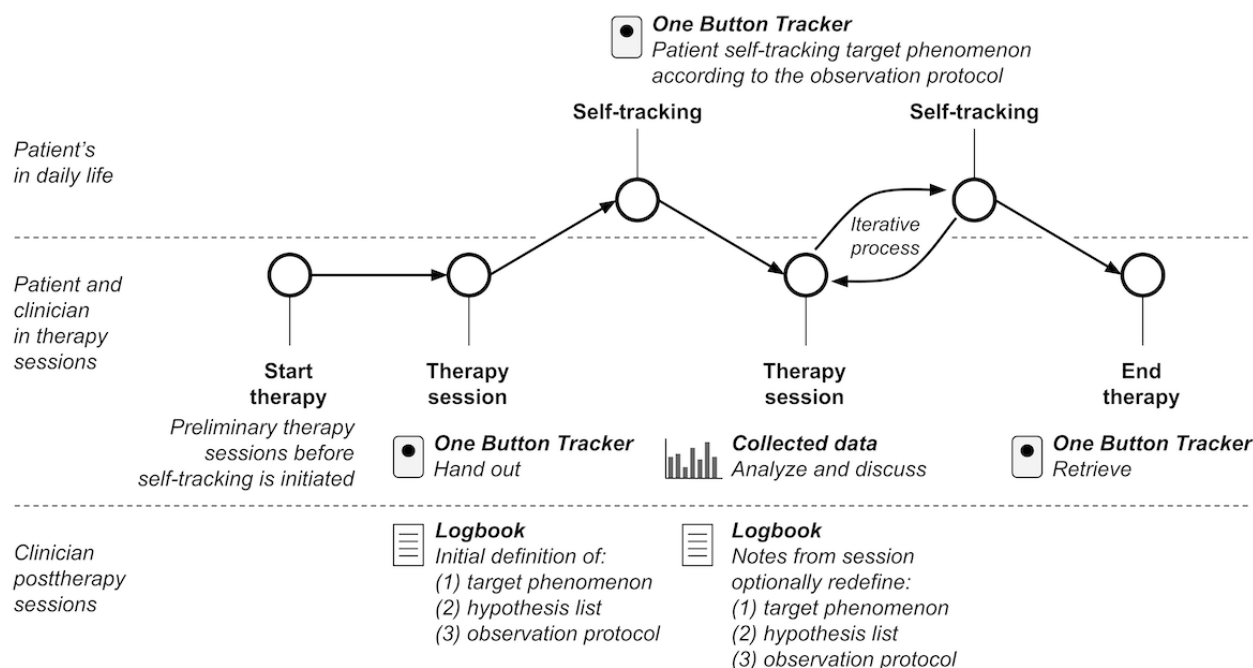 One Button Tracker
Patient self-tracking target phenomenon
according to the observation protocol
Self-tracking
Self-tracking
Patient's
in daily life
Iterative
process
Patient and
clinician
in therapy
sessions
Start
therapy
Preliminary therapy
sessions before
self-tracking is initiated
Therapy
session
One Button Tracker
Hand out
Therapy
session
Collected data
Analyze and discuss
End
therapy
One Button Tracker
Retrieve
Clinician
posttherapy
sessions
Logbook
Initial definition of:
(1) target phenomenon
(2) hypothesis list
(3) observation protocol
Logbook
Notes from session
optionally redefine:
(1) target phenomenon
(2) hypothesis list
(3) observation protocol